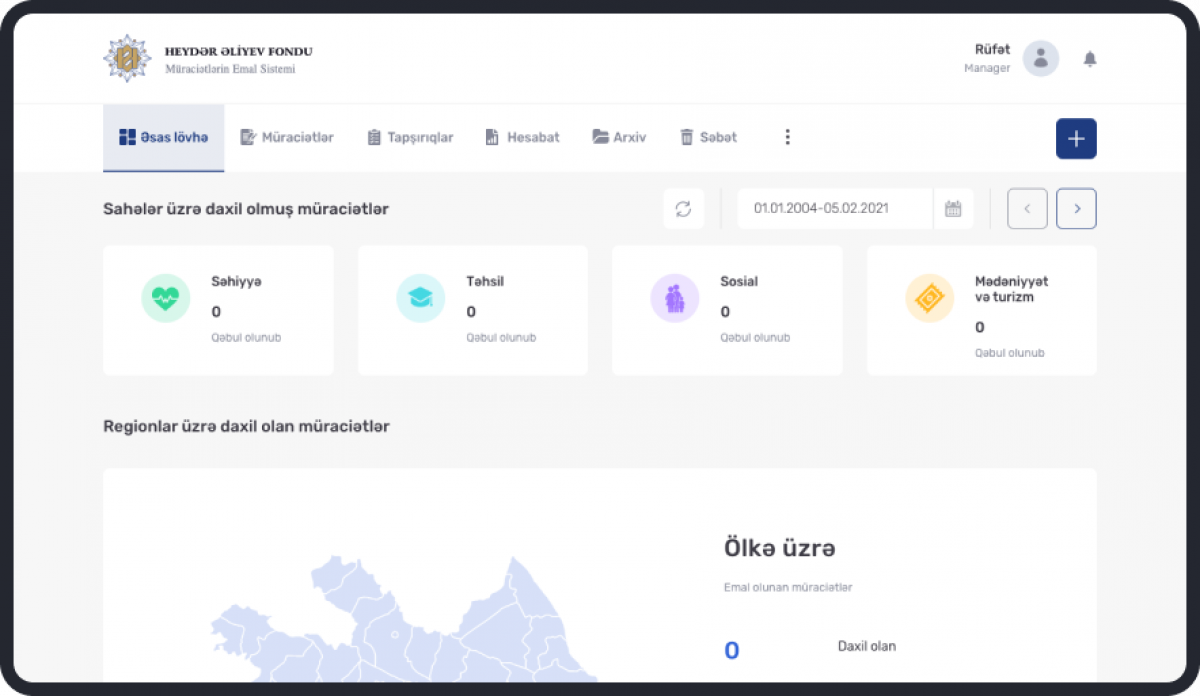 HEYDƏR ƏLİYEV FONDU
Müraciətlərin Emal Sistemi
Rüfət
Manager
Əsas lövhə
Müraciətlər
Tapşırıqlar
Hesabat
Arxiv
Səbət
Sahələr üzrə daxil olmuş müraciətlər
01.01.2004-05.02.2021
Səhiyyə
0
Qəbul olunub
Təhsil
0
Qəbul olunub
Sosial
0
Qəbul olunub
Mədəniyyət
və turizm
0
Qəbul olunub
Regionlar üzrə daxil olan müraciətlər
Ölkə üzrə
Emal olunan müraciətlər
0
Daxil olan